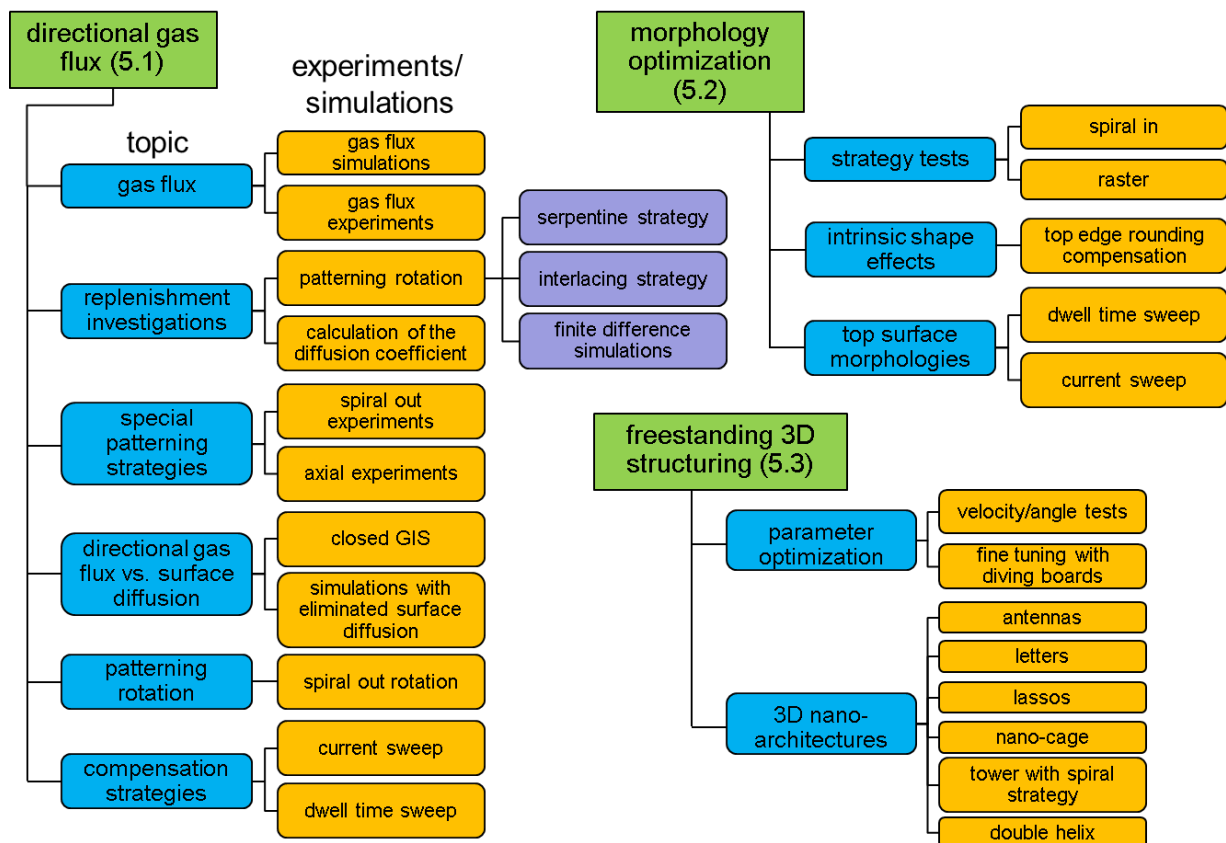 directional gas
flux (5.1)
experiments/
simulations
topic
gas flux
gas flux
simulations
gas flux
experiments
replenishment
investigations
patterning rotation
calculation of the
diffusion coefficient
serpentine strategy
interlacing strategy
finite difference
simulations
special
patterning
strategies
spiral out
experiments
axial experiments
directional gas
flux vs. surface
diffusion
closed GIS
simulations with
eliminated surface
diffusion
patterning
rotation
spiral out rotation
compensation
strategies
current sweep
dwell time sweep
morphology
optimization
(5.2)
strategy tests
spiral in
raster
intrinsic shape
effects
top edge rounding
compensation
top surface
morphologies
dwell time sweep
current sweep
freestanding 3D
structuring (5.3)
parameter
optimization
velocity/angle tests
fine tuning with
diving boards
3D nano-
architectures
antennas
letters
lassos
nano-cage
tower with spiral
strategy
double helix